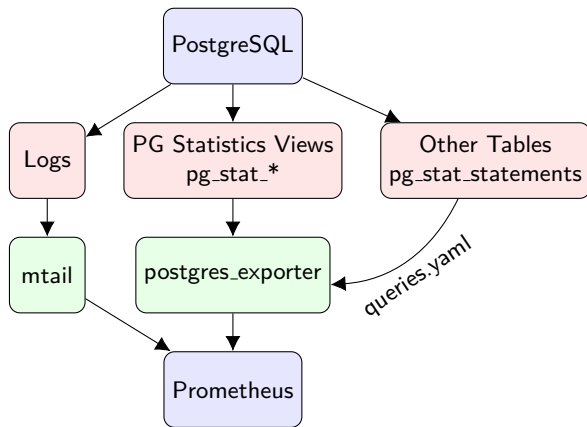 PostgreSQL
Logs
PG Statistics Views
pg_stat_*
Other Tables
pg_stat_statements
mtail
postgres_exporter
queries.yaml
Prometheus